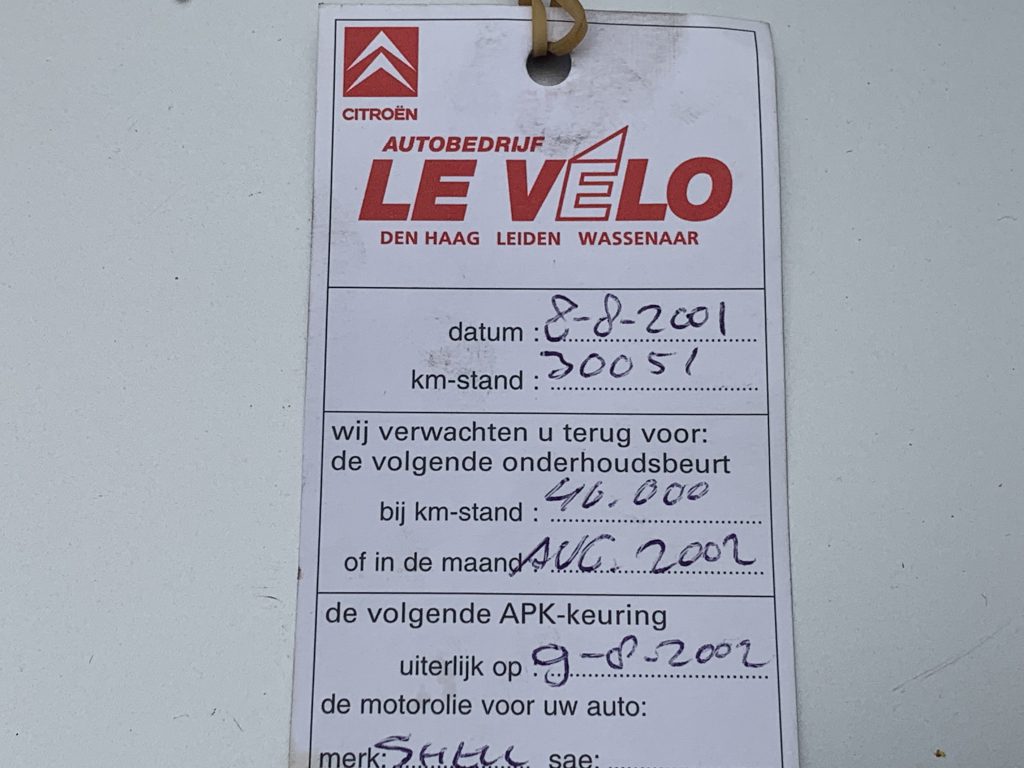 CITROËN
AUTOBEDRIJF
LE VÉLO
DEN HAAG LEIDEN WASSENAAR
datum : 8-8-2001
km-stand : 30051
wij verwachten u terug voor:
de volgende onderhoudsbeurt
bij km-stand : 40.000
of in de maand : AUG. 2002
de volgende APK-keuring
uiterlijk op : 9-8-2002
de motorolie voor uw auto:
merk: SHELL sae: